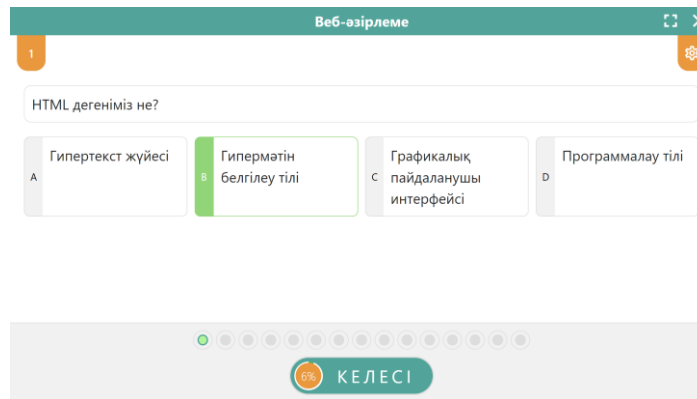 Веб-әзірлеме
1
HTML дегеніміз не?
A
Гипертекст жүйесі
B
Гипермәтін
белгілеу тілі
C
Графикалық
пайдаланушы
интерфейсі
D
Программалау тілі
6%
КЕЛЕСІ